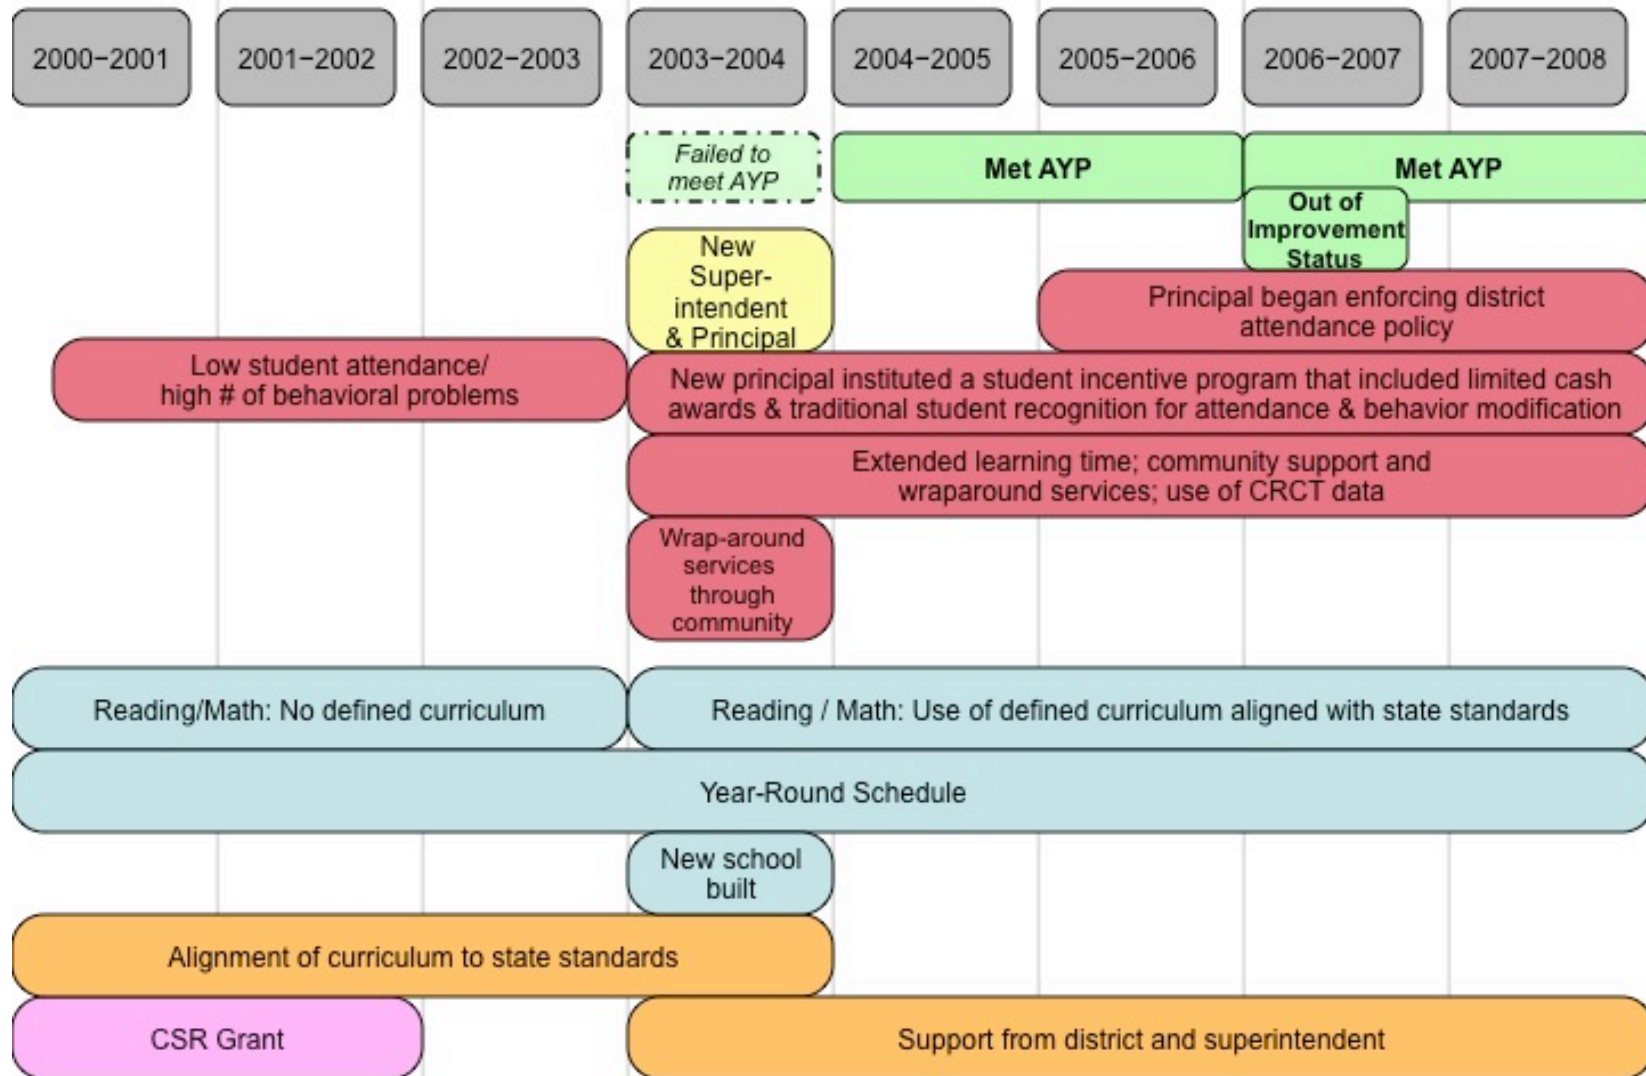 2000−2001
2001−2002
2002−2003
2003−2004
2004−2005
2005−2006
2006−2007
2007−2008
Failed to
meet AYP
Met AYP
Met AYP
Out of
Improvement
Status
New
Super-
intendent
& Principal
Principal began enforcing district
attendance policy
Low student attendance/
high # of behavioral problems
New principal instituted a student incentive program that included limited cash
awards & traditional student recognition for attendance & behavior modification
Extended learning time; community support and
wraparound services; use of CRCT data
Wrap-around
services
through
community
Reading/Math: No defined curriculum
Reading / Math: Use of defined curriculum aligned with state standards
Year-Round Schedule
New school
built
Alignment of curriculum to state standards
CSR Grant
Support from district and superintendent